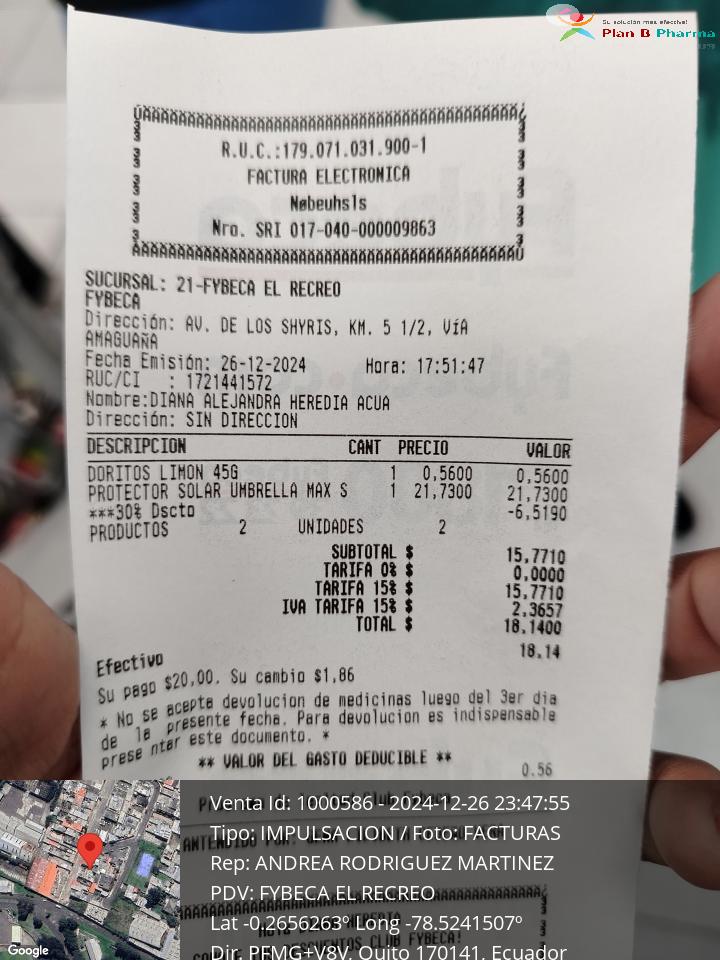 Su solución más efectiva!
Plan B Pharma
R.U.C.:179.071.031.900-1
FACTURA ELECTRONICA
Nøbeuhsls
Nro. SRI 017-040-000009863
SUCURSAL: 21-FYBECA EL RECREO
FYBECA
Dirección: AV. DE LOS SHYRIS, KM. 5 1/2, VíA
AMAGUAÑA
Fecha Emisión: 26-12-2024 Hora: 17:51:47
RUC/CI : 1721441572
Nombre:DIANA ALEJANDRA HEREDIA ACUA
Dirección: SIN DIRECCION
DESCRIPCION CANT PRECIO VALOR
DORITOS LIMON 45G 1 0,5600 0,5600
PROTECTOR SOLAR UMBRELLA MAX S 1 21,7300 21,7300
***30% Dscto -6,5190
PRODUCTOS 2 UNIDADES 2
SUBTOTAL $ 15,7710
TARIFA 0% $ 0,0000
TARIFA 15% $ 15,7710
IVA TARIFA 15% $ 2,3657
TOTAL $ 18,1400
Efectivo 18.14
Su pago $20,00. Su cambio $1,86
* No se acepta devolucion de medicinas luego del 3er dia
de la presente fecha. Para devolucion es indispensable
prese ntar este documento. *
** VALOR DEL GASTO DEDUCIBLE **
0.56
Venta Id: 1000586 - 2024-12-26 23:47:55
Tipo: IMPULSACION / Foto: FACTURAS
Rep: ANDREA RODRIGUEZ MARTINEZ
PDV: FYBECA EL RECREO
Lat -0.2656263º Long -78.5241507º
Dir. PFMG+V8V, Quito 170141, Ecuador
Google